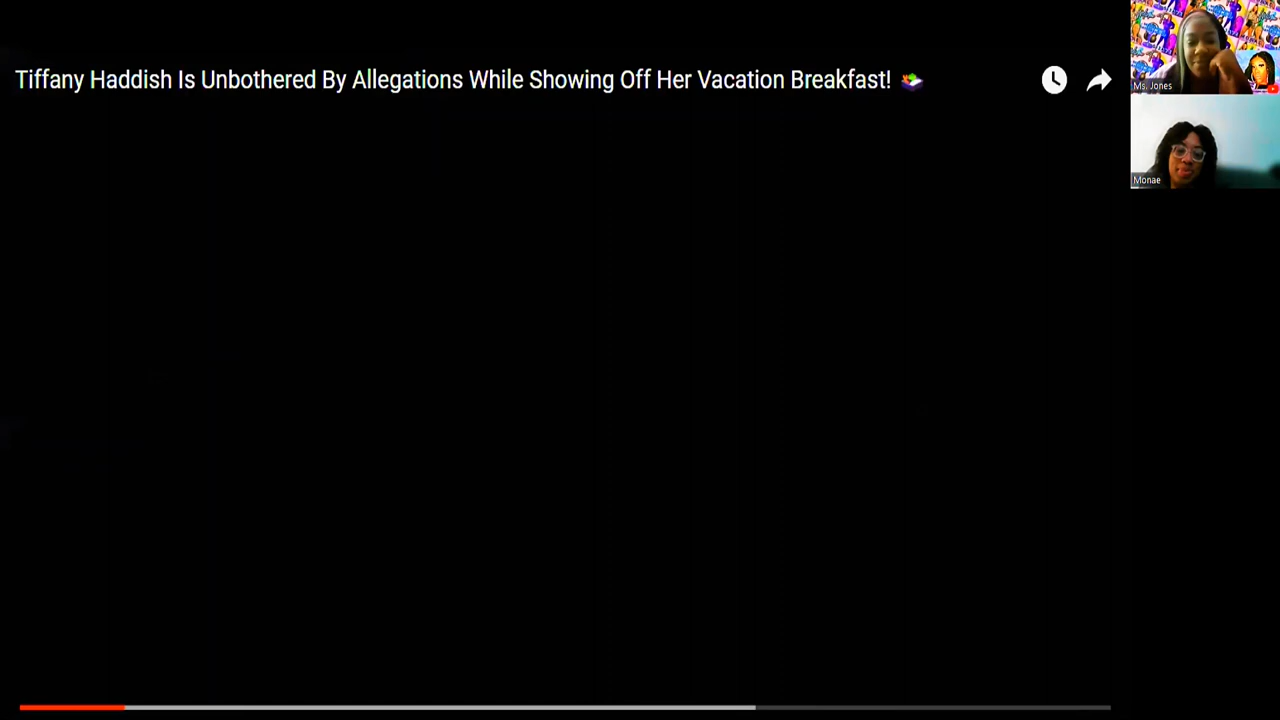 Tiffany Haddish Is Unbothered By Allegations While Showing Off Her Vacation Breakfast!
Ms. Jones
Monae